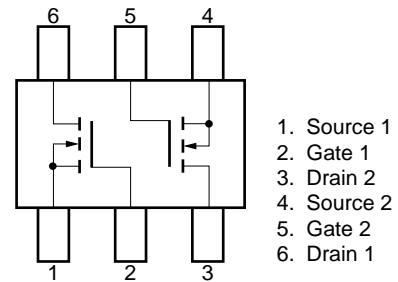 6 5 4
1. Source 1
2. Gate 1
3. Drain 2
4. Source 2
5. Gate 2
6. Drain 1
1 2 3